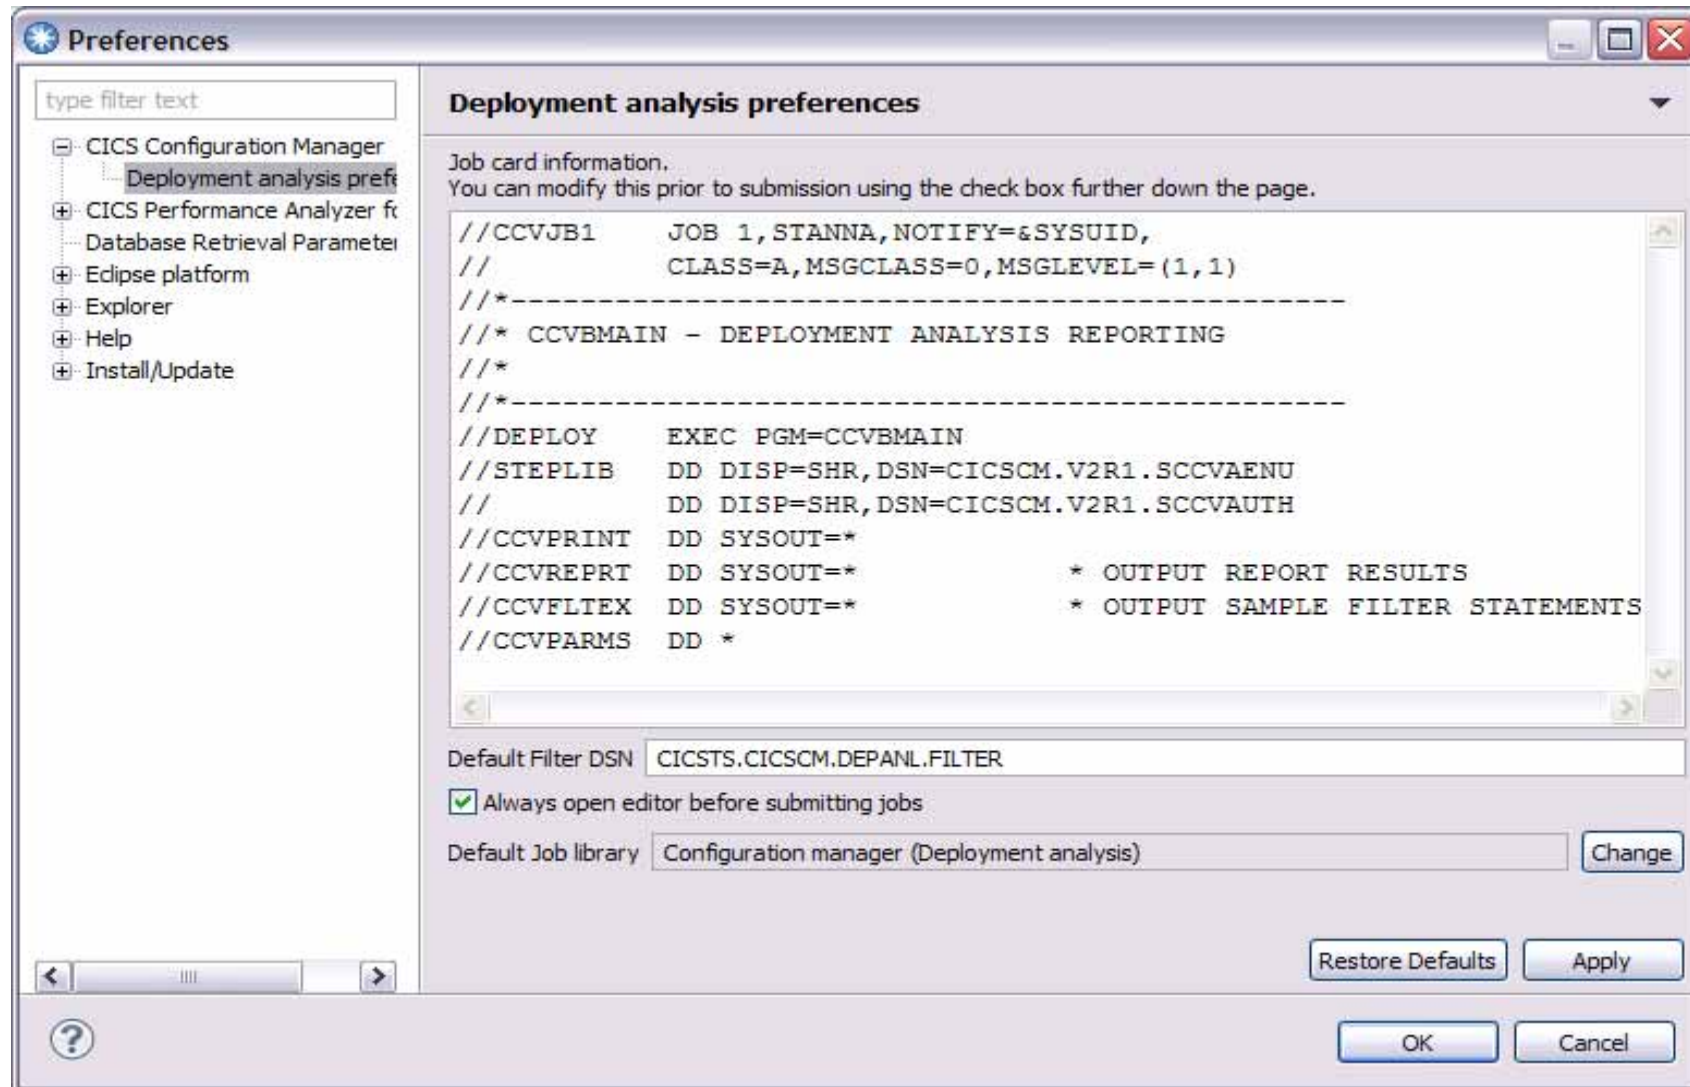 Preferences
type filter text
CICS Configuration Manager
Deployment analysis prefe
CICS Performance Analyzer fo
Database Retrieval Parameter
Eclipse platform
Explorer
Help
Install/Update
Deployment analysis preferences
Job card information.
You can modify this prior to submission using the check box further down the page.
//CCVJB1    JOB 1,STANNA,NOTIFY=&SYSUID,
//          CLASS=A,MSGCLASS=0,MSGLEVEL=(1,1)
//*------------------------------------------------
//* CCVBMAIN - DEPLOYMENT ANALYSIS REPORTING
//*
//*------------------------------------------------
//DEPLOY    EXEC PGM=CCVBMAIN
//STEPLIB   DD DISP=SHR,DSN=CICSCM.V2R1.SCCVAENU
//          DD DISP=SHR,DSN=CICSCM.V2R1.SCCVAUTH
//CCVPRINT  DD SYSOUT=*
//CCVREPRT  DD SYSOUT=*            * OUTPUT REPORT RESULTS
//CCVFLTEX  DD SYSOUT=*            * OUTPUT SAMPLE FILTER STATEMENTS
//CCVPARMS  DD *
Default Filter DSN CICSTS.CICSCM.DEPANL.FILTER
Always open editor before submitting jobs
Default Job library Configuration manager (Deployment analysis) Change
Restore Defaults Apply
? OK Cancel